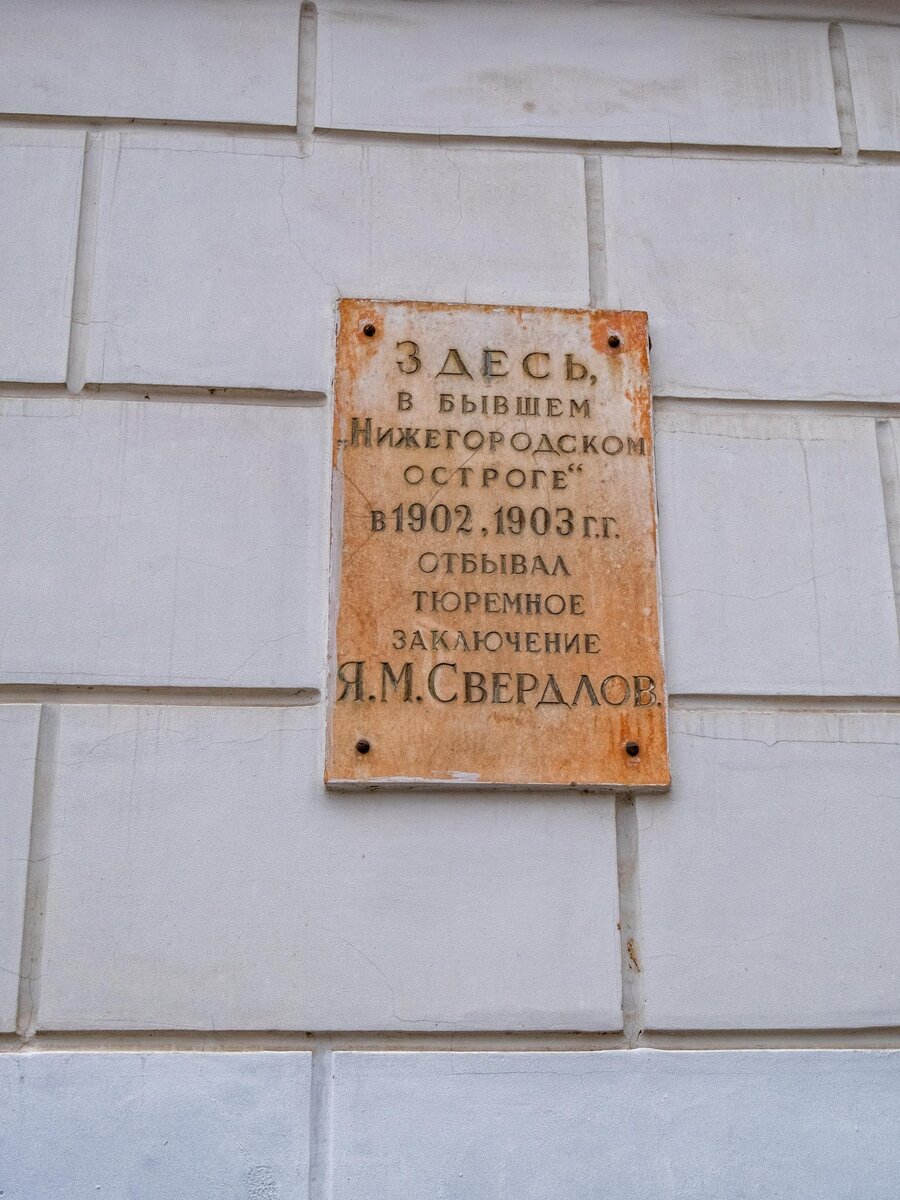 Здесь,
в бывшем
„Нижегородском
остроге“
в 1902, 1903 г.г.
отбывал
тюремное
заключение
Я.М.Свердлов.